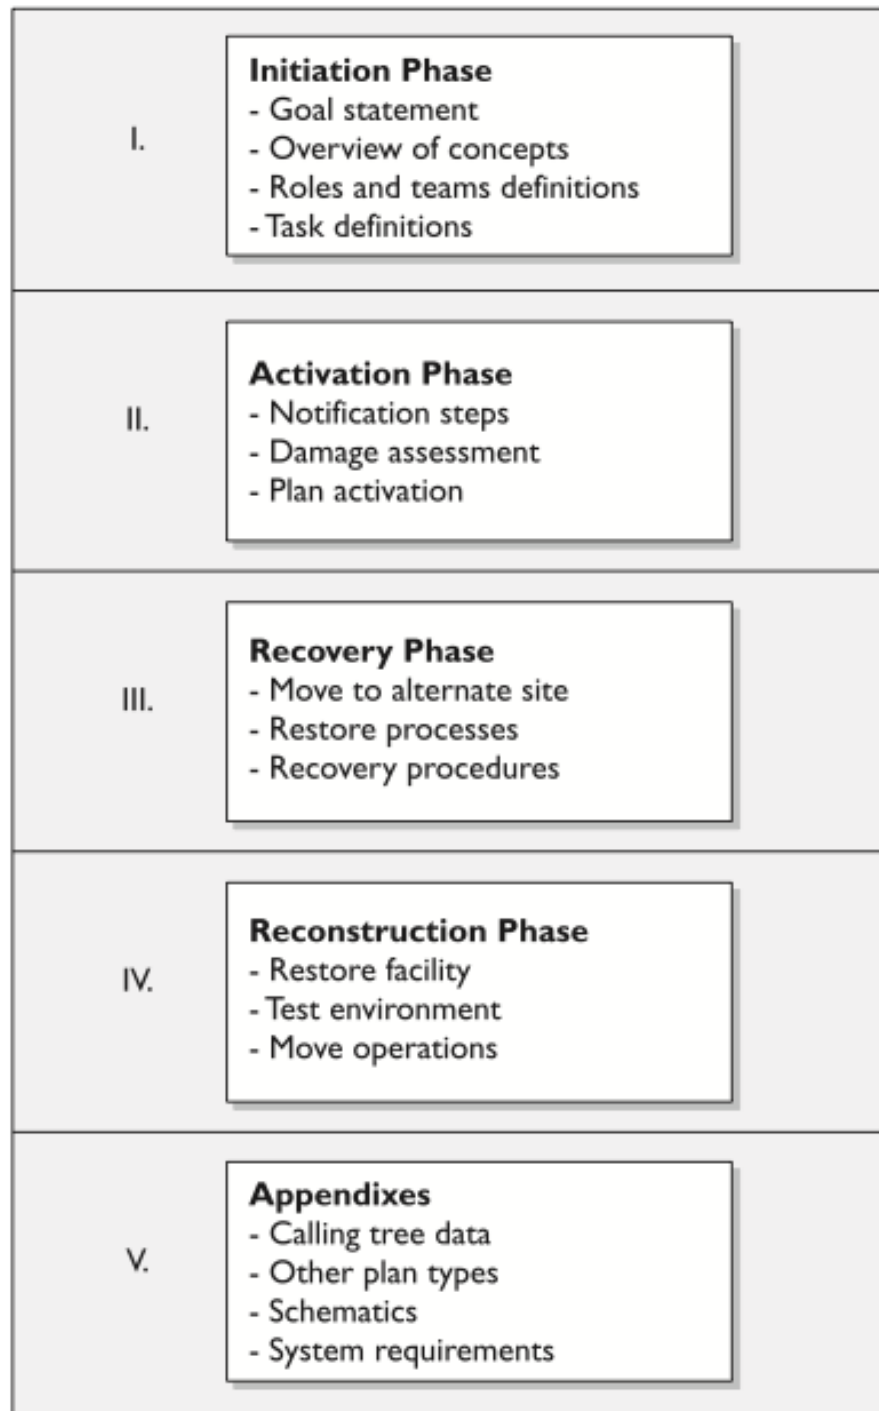 I.
Initiation Phase
- Goal statement
- Overview of concepts
- Roles and teams definitions
- Task definitions
II.
Activation Phase
- Notification steps
- Damage assessment
- Plan activation
III.
Recovery Phase
- Move to alternate site
- Restore processes
- Recovery procedures
IV.
Reconstruction Phase
- Restore facility
- Test environment
- Move operations
V.
Appendixes
- Calling tree data
- Other plan types
- Schematics
- System requirements